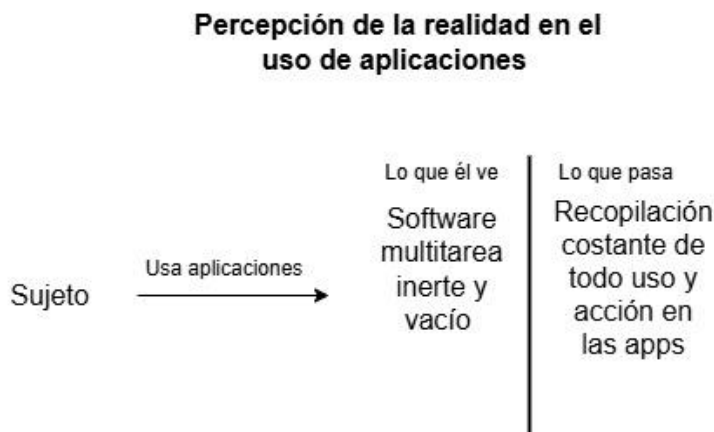 Percepción de la realidad en el
uso de aplicaciones
Lo que él ve
Software
multitarea
inerte y
vacío
Lo que pasa
Recopilación
costante de
todo uso y
acción en
las apps
Usa aplicaciones
Sujeto